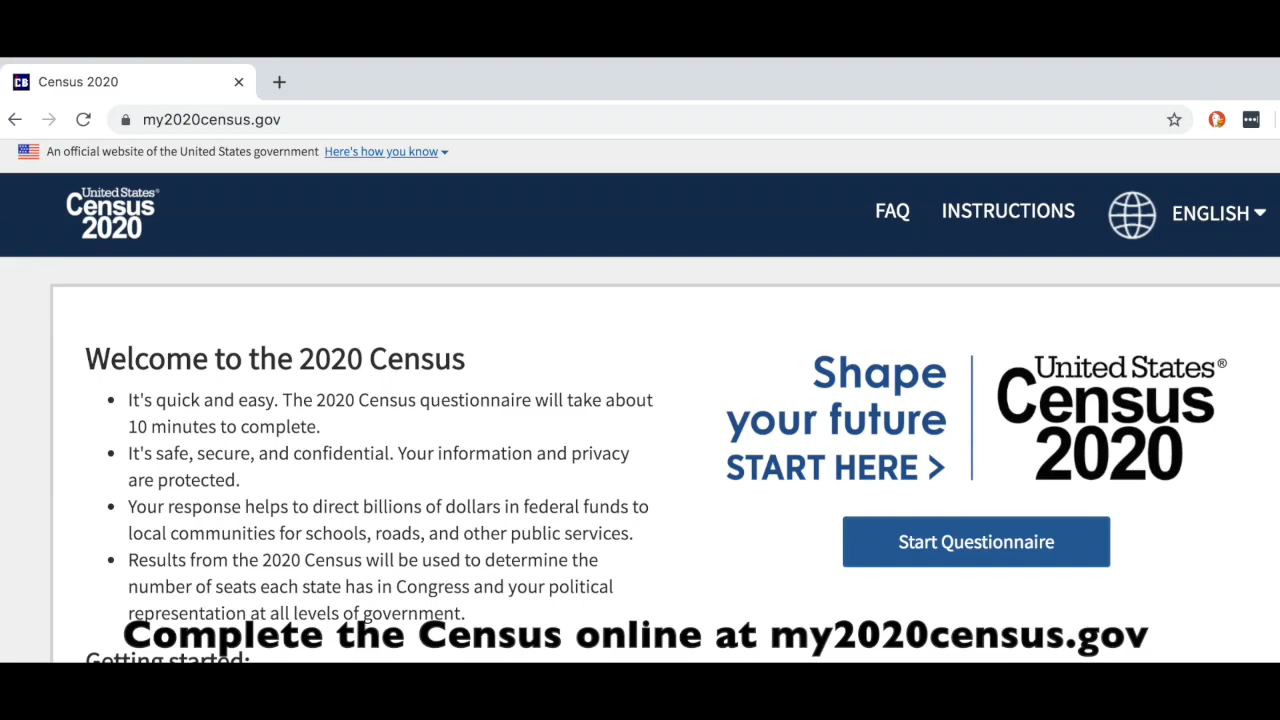 CB Census 2020
my2020census.gov
An official website of the United States government Here's how you know
United States®
Census
2020
FAQ INSTRUCTIONS ENGLISH
Welcome to the 2020 Census
It's quick and easy. The 2020 Census questionnaire will take about
10 minutes to complete.
It's safe, secure, and confidential. Your information and privacy
are protected.
Your response helps to direct billions of dollars in federal funds to
local communities for schools, roads, and other public services.
Results from the 2020 Census will be used to determine the
number of seats each state has in Congress and your political
representation at all levels of government.
Getting started:
Shape
your future
START HERE >
United States®
Census
2020
Start Questionnaire
Complete the Census online at my2020census.gov